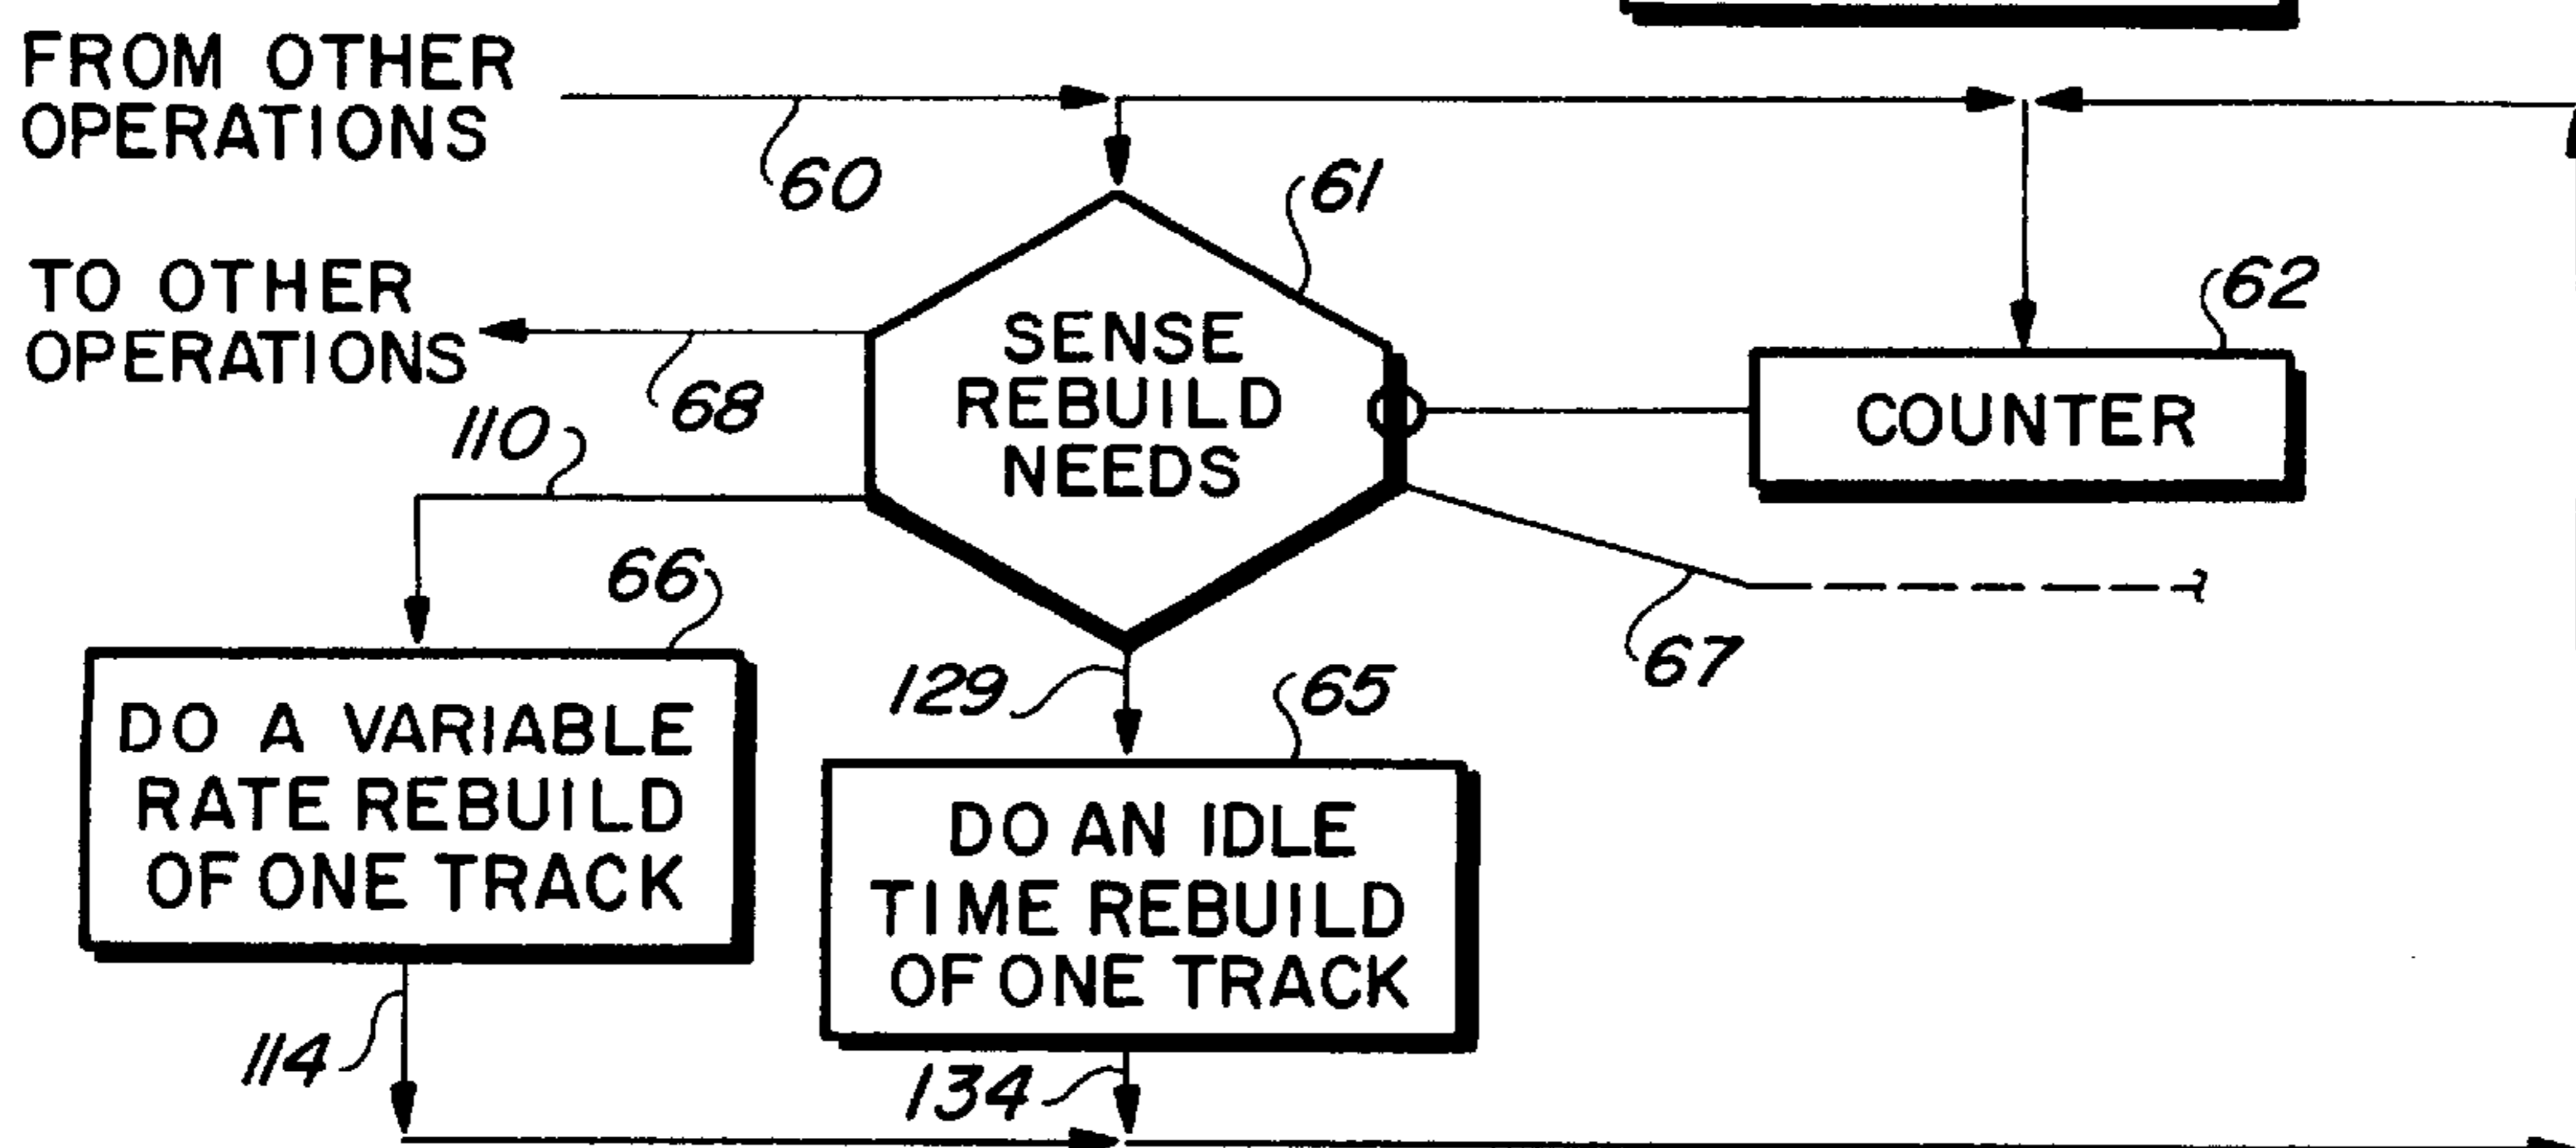 FROM OTHER
OPERATIONS
60
61
TO OTHER
OPERATIONS
68
62
SENSE
REBUILD
NEEDS
COUNTER
110
66
67
129
65
DO A VARIABLE
RATE REBUILD
OF ONE TRACK
DO AN IDLE
TIME REBUILD
OF ONE TRACK
114
134